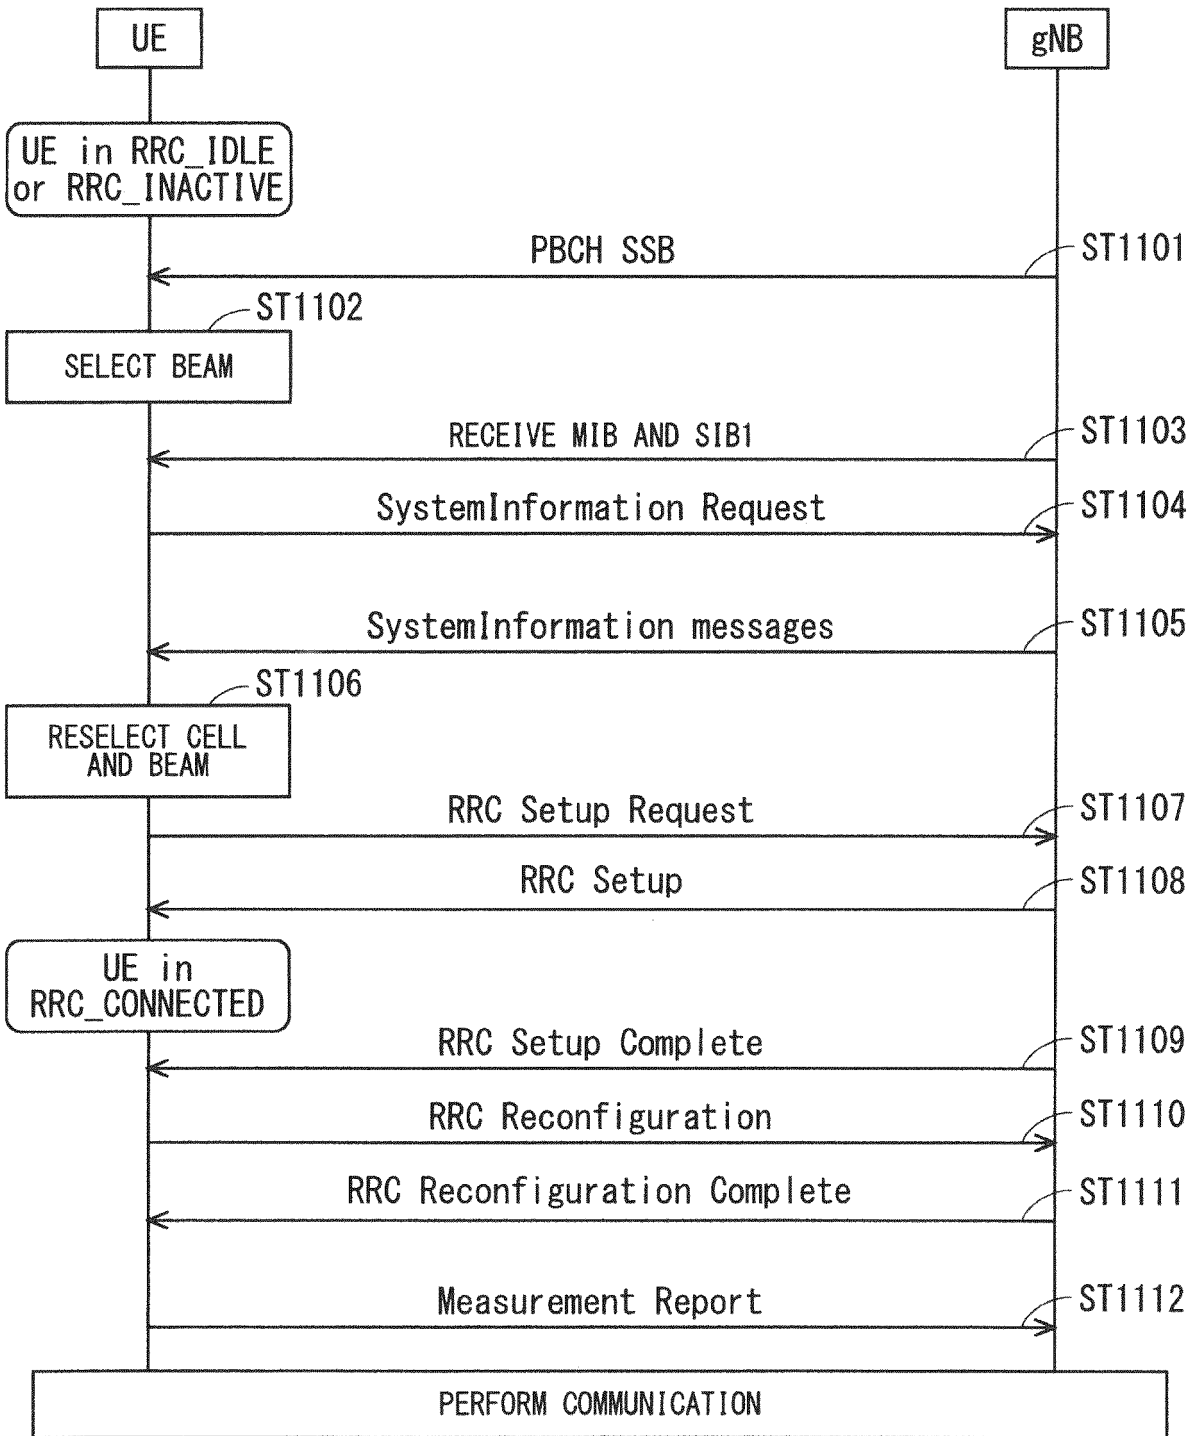 UE
gNB
UE in RRC_IDLE
or RRC_INACTIVE
PBCH SSB
ST1101
ST1102
SELECT BEAM
RECEIVE MIB AND SIB1
ST1103
SystemInformation Request
ST1104
SystemInformation messages
ST1105
ST1106
RESELECT CELL
AND BEAM
RRC Setup Request
ST1107
RRC Setup
ST1108
UE in
RRC_CONNECTED
RRC Setup Complete
ST1109
RRC Reconfiguration
ST1110
RRC Reconfiguration Complete
ST1111
Measurement Report
ST1112
PERFORM COMMUNICATION